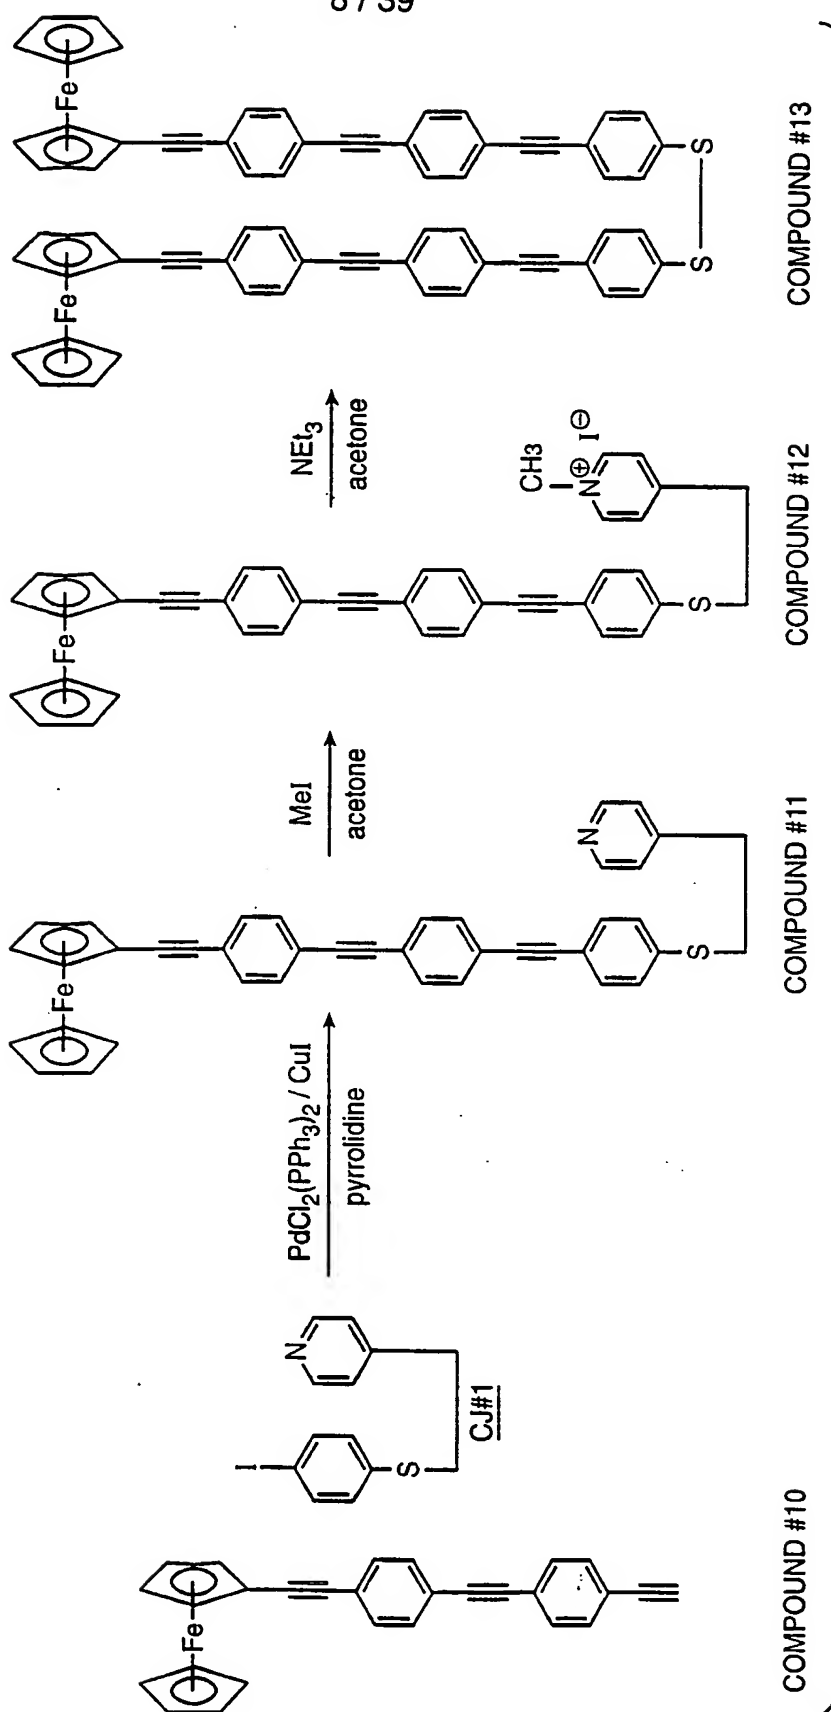 8 / 39
Fe
COMPOUND #10
I
S
N
CJ#1
PdCl2(PPh3)2 / CuI
pyrrolidine
Fe
S
N
COMPOUND #11
MeI
acetone
Fe
S
CH3
N
⊕
I
⊖
COMPOUND #12
NEt3
acetone
Fe
Fe
S
S
COMPOUND #13